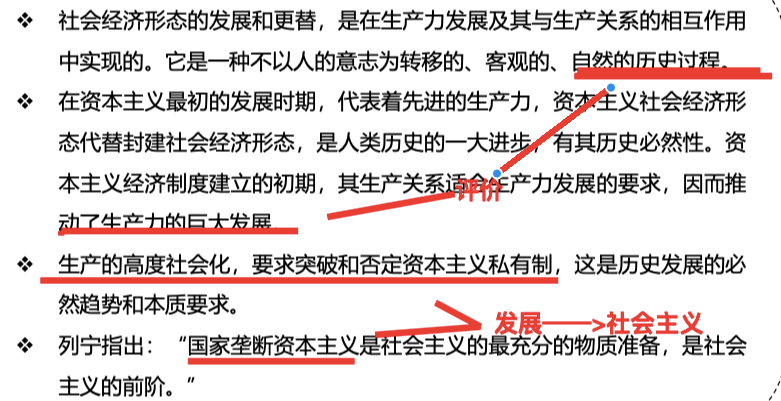 ❖ 社会经济形态的发展和更替，是在生产力发展及其与生产关系的相互作用
中实现的。它是一种不以人的意志为转移的、客观的、自然的历史过程。
❖ 在资本主义最初的发展时期，代表着先进的生产力，资本主义社会经济形
态代替封建社会经济形态，是人类历史的一大进步，有其历史必然性。资
本主义经济制度建立的初期，其生产关系适合生产力发展的要求，因而推
评价
动了生产力的巨大发展。
❖ 生产的高度社会化，要求突破和否定资本主义私有制，这是历史发展的必
然趋势和本质要求。
发展——>社会主义
❖ 列宁指出：“国家垄断资本主义是社会主义的最充分的物质准备，是社会
主义的前阶。”